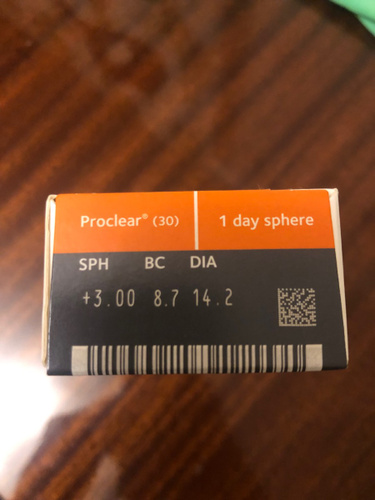 Proclear® (30) 1 day sphere
SPH BC DIA
+3.00 8.7 14.2